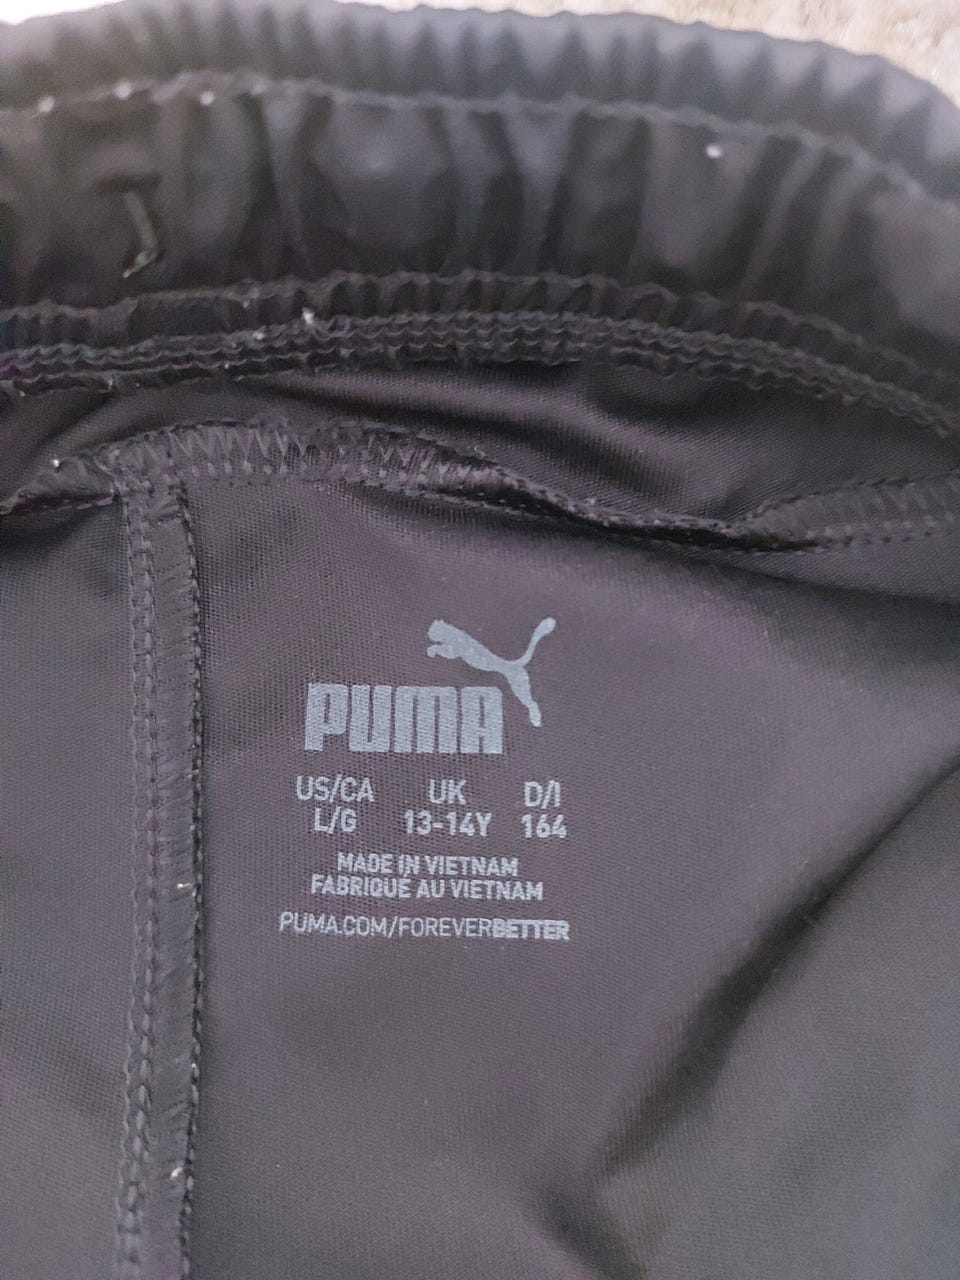 PUMA
US/CA UK D/I
L/G 13-14Y 164
MADE IN VIETNAM
FABRIQUÉ AU VIETNAM
PUMA.COM/FOREVERBETTER